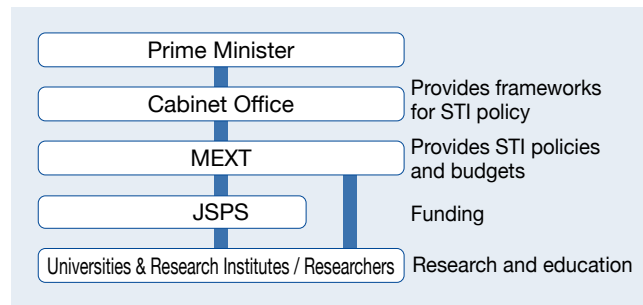 Prime Minister
Cabinet Office
Provides frameworks
for STI policy
MEXT
Provides STI policies
and budgets
JSPS
Funding
Universities & Research Institutes / Researchers
Research and education